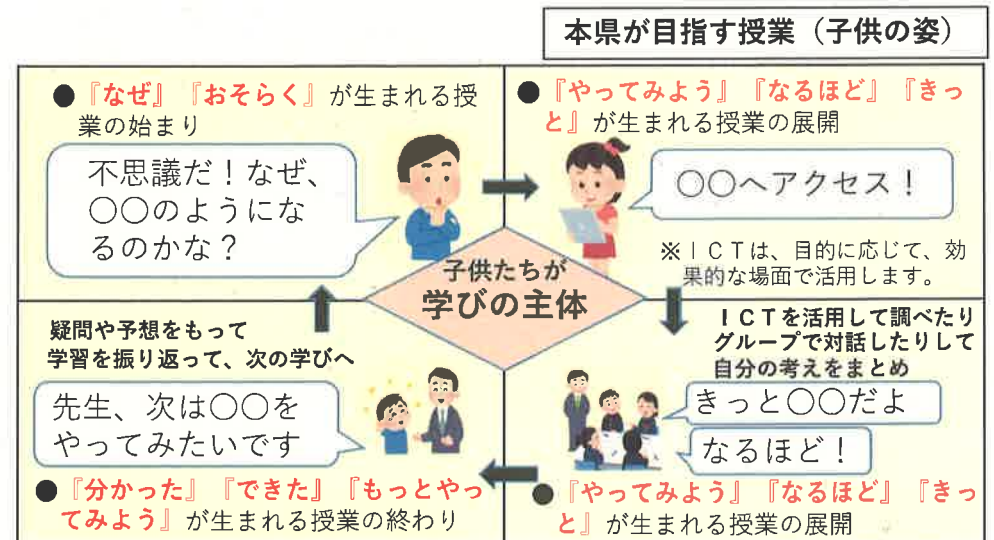 本県が目指す授業（子供の姿）
●『なぜ』『おそらく』が生まれる授
業の始まり
不思議だ！なぜ、
〇〇のようにな
るのかな？
●『やってみよう』『なるほど』『きっ
と』が生まれる授業の展開
〇〇へアクセス！
※ＩＣＴは、目的に応じて、効
果的な場面で活用します。
子供たちが
学びの主体
ＩＣＴを活用して調べたり
グループで対話したりして
自分の考えをまとめ
きっと〇〇だよ
なるほど！
●『やってみよう』『なるほど』『きっ
と』が生まれる授業の展開
疑問や予想をもって
学習を振り返って、次の学びへ
先生、次は〇〇を
やってみたいです
●『分かった』『できた』『もっとやっ
てみよう』が生まれる授業の終わり